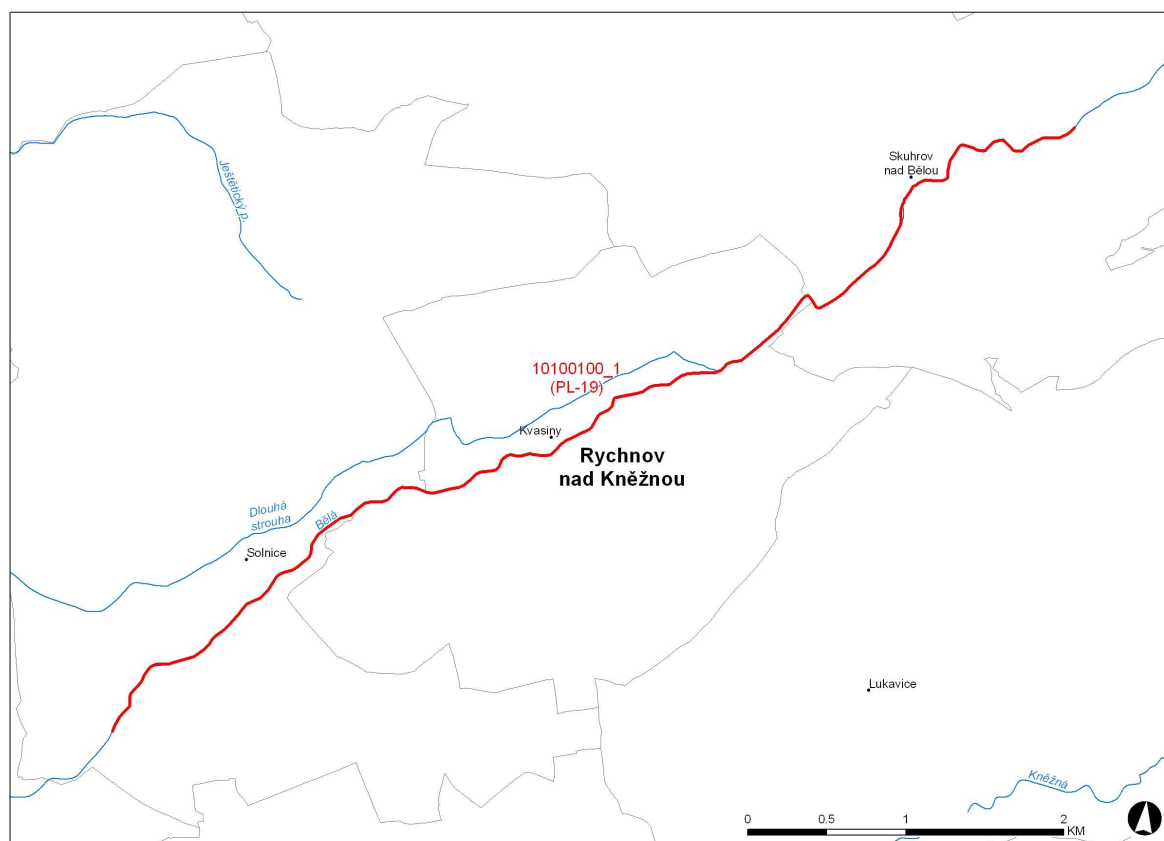 Skuhrov
nad Bělou
Ještětický p.
10100100_1
(PL-19)
Kvasiny
Rychnov
nad Kněžnou
Dlouhá
strouha
Bělá
Solnice
Lukavice
Kněžná
0 0.5 1 2
KM